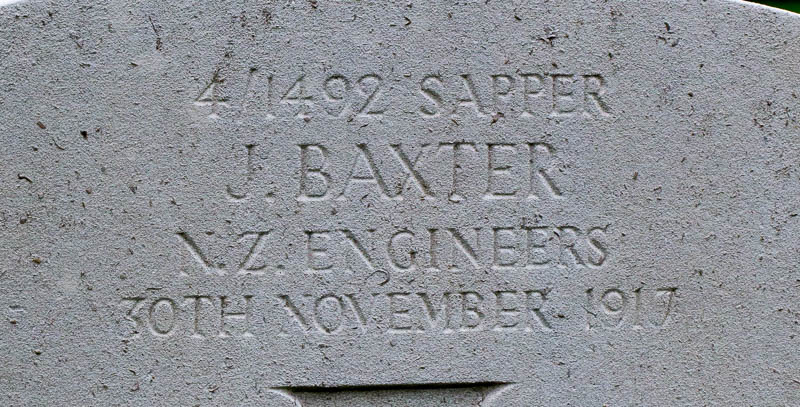 4/1492 SAPPER
J. BAXTER
N.Z. ENGINEERS
30TH NOVEMBER 1917